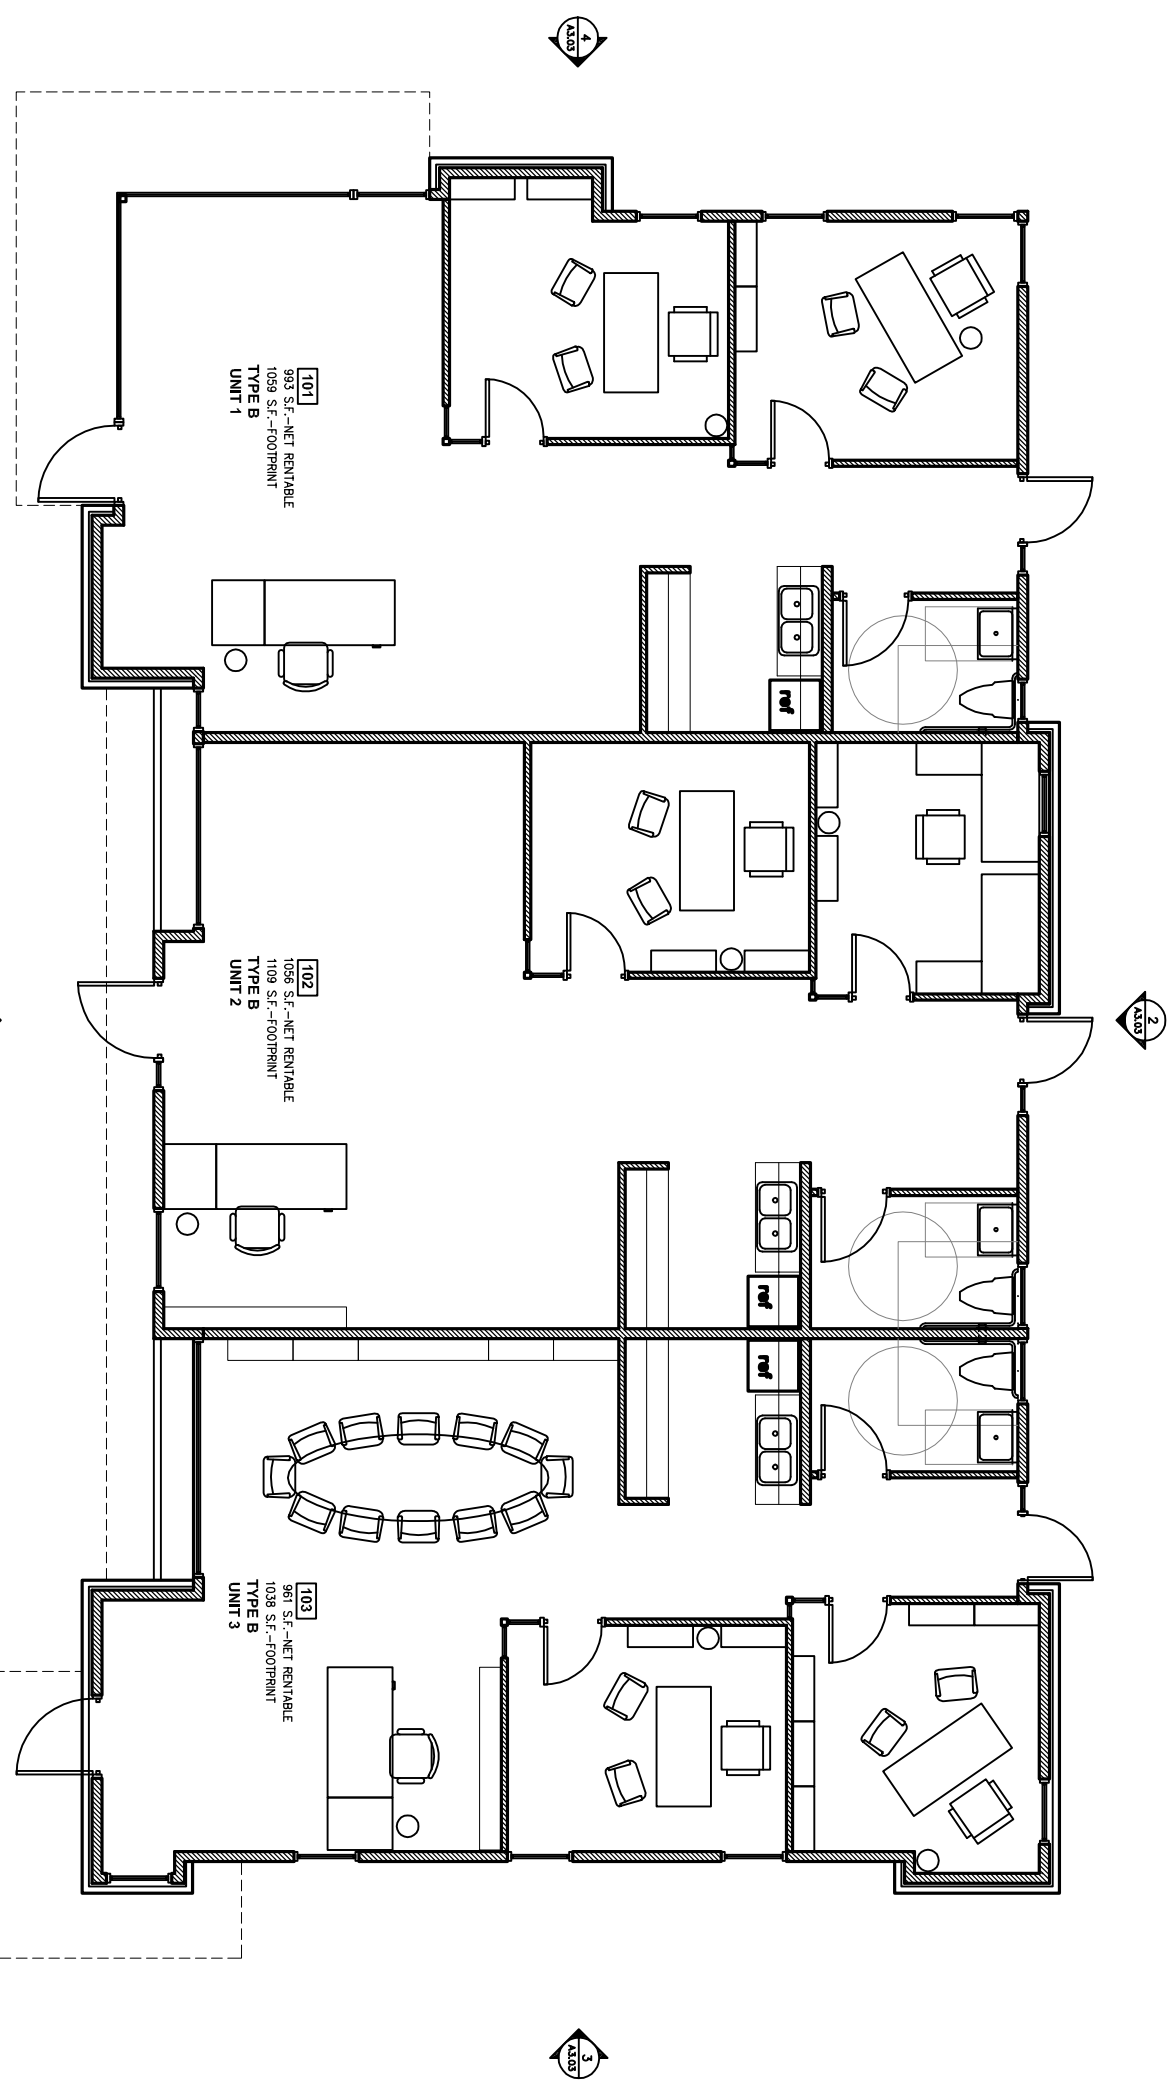 4
A3.03
101
993 S.F.-NET RENTABLE
1059 S.F.-FOOTPRINT
TYPE B
UNIT 1
ref
102
1056 S.F.-NET RENTABLE
1109 S.F.-FOOTPRINT
TYPE B
UNIT 2
2
A3.03
ref
ref
103
961 S.F.-NET RENTABLE
1038 S.F.-FOOTPRINT
TYPE B
UNIT 3
3
A3.03